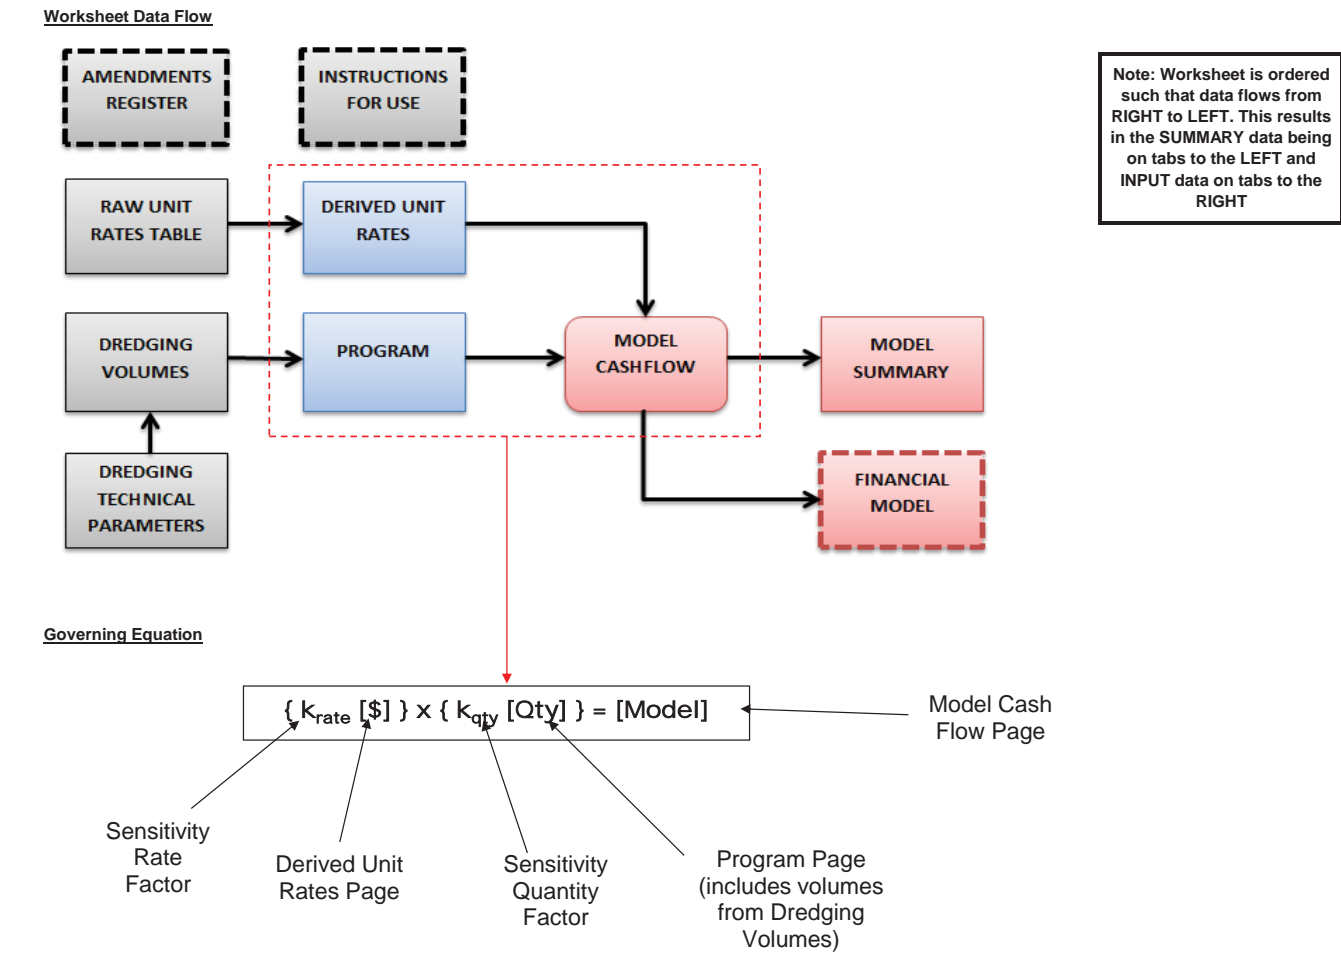 Worksheet Data Flow
AMENDMENTS
REGISTER
INSTRUCTIONS
FOR USE
Note: Worksheet is ordered
such that data flows from
RIGHT to LEFT. This results
in the SUMMARY data being
on tabs to the LEFT and
INPUT data on tabs to the
RIGHT
RAW UNIT
RATES TABLE
DERIVED UNIT
RATES
DREDGING
VOLUMES
PROGRAM
MODEL
CASHFLOW
MODEL
SUMMARY
DREDGING
TECHNICAL
PARAMETERS
FINANCIAL
MODEL
Governing Equation
{ k_rate [$] } x { k_qty [Qty] } = [Model]
Model Cash
Flow Page
Sensitivity
Rate
Factor
Derived Unit
Rates Page
Sensitivity
Quantity
Factor
Program Page
(includes volumes
from Dredging
Volumes)